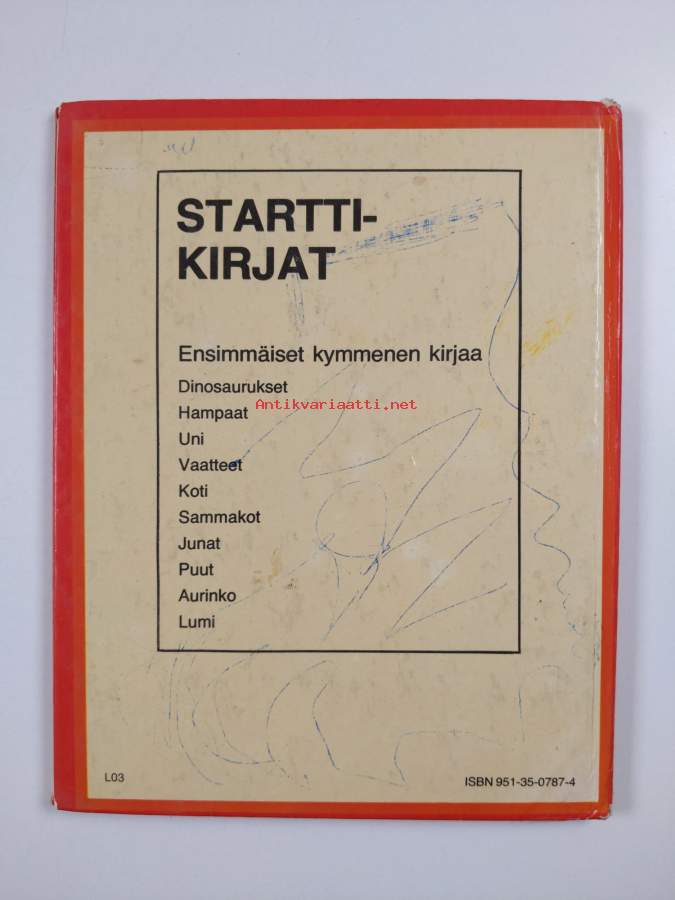 STARTTI-
KIRJAT
Ensimmäiset kymmenen kirjaa
Dinosaurukset
Antikvariaatti.net
Hampaat
Uni
Vaatteet
Koti
Sammakot
Junat
Puut
Aurinko
Lumi
L03
ISBN 951-35-0787-4